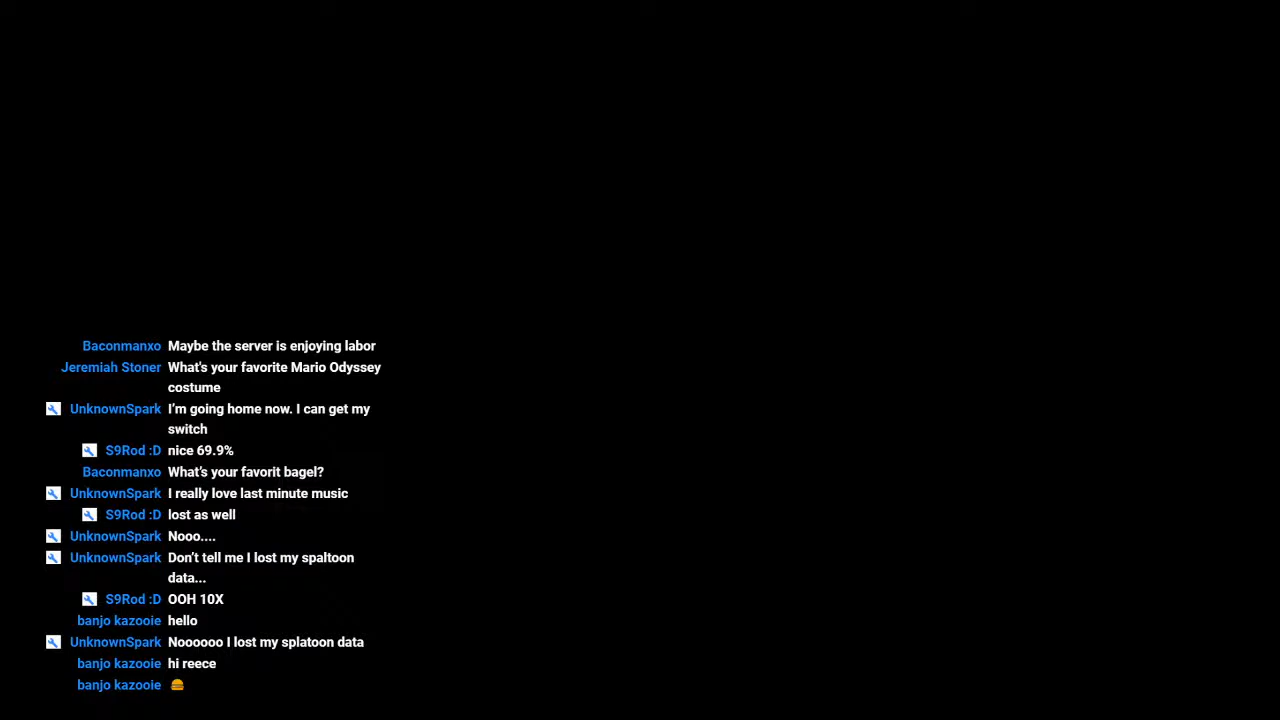 Baconmanxo Maybe the server is enjoying labor
Jeremiah Stoner What's your favorite Mario Odyssey
costume
UnknownSpark I'm going home now. I can get my
switch
S9Rod :D nice 69.9%
Baconmanxo What's your favorit bagel?
UnknownSpark I really love last minute music
S9Rod :D lost as well
UnknownSpark Nooo....
UnknownSpark Don't tell me I lost my spaltoon
data...
S9Rod :D OOH 10X
banjo kazooie hello
UnknownSpark Noooooo I lost my splatoon data
banjo kazooie hi reece
banjo kazooie 🍔